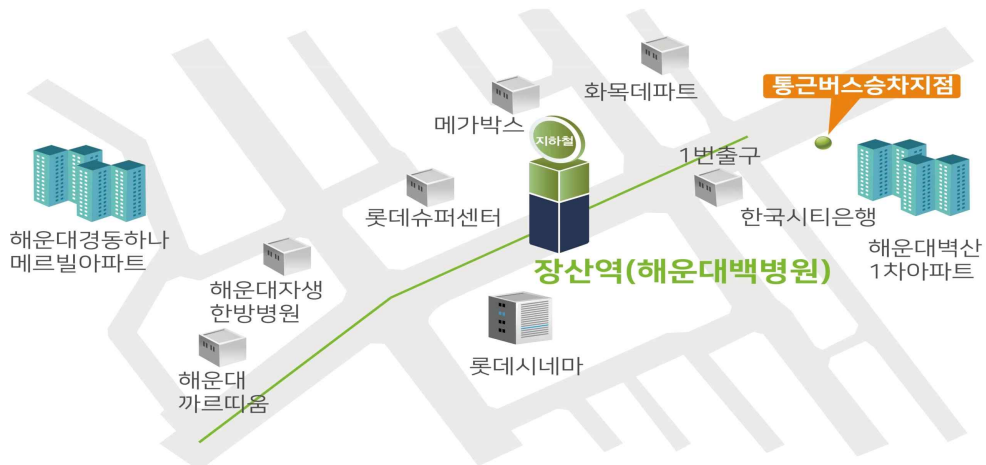 화목데파트
통근버스승차지점
메가박스
지하철
1번출구
롯데슈퍼센터
한국시티은행
해운대경동하나
메르빌아파트
해운대벽산
1차아파트
장산역(해운대백병원)
해운대자생
한방병원
롯데시네마
해운대
까르띠움